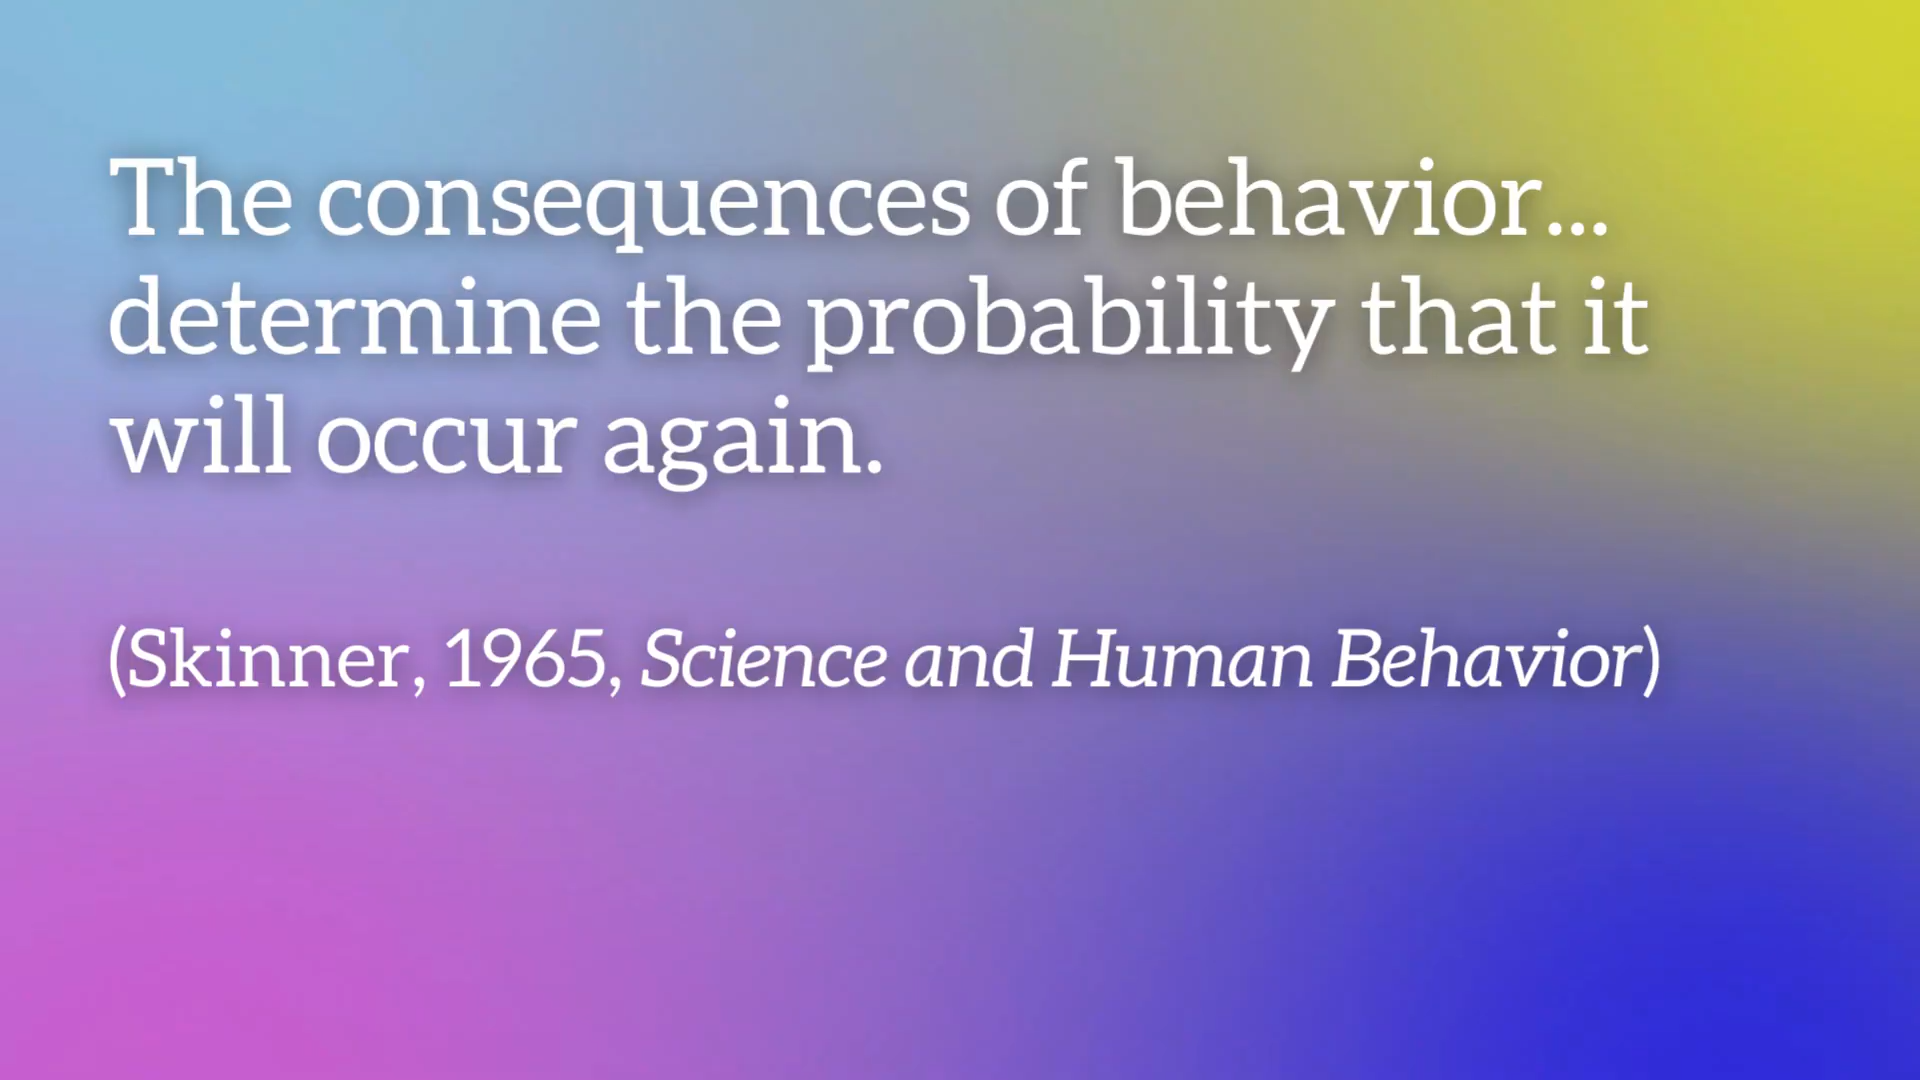 The consequences of behavior...
determine the probability that it
will occur again.
(Skinner, 1965, Science and Human Behavior)